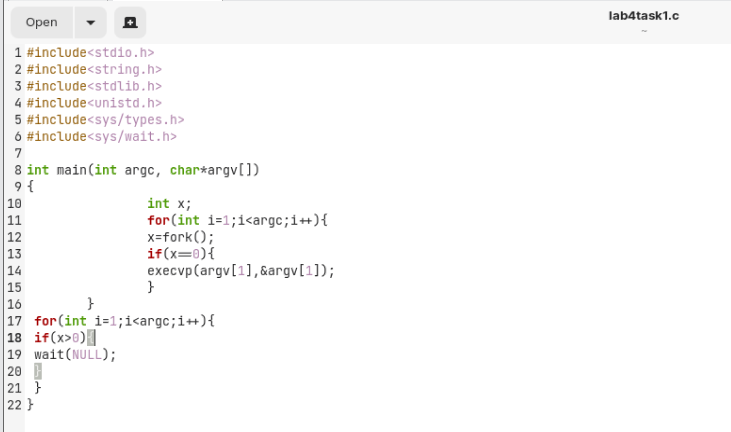 Open
lab4task1.c
~
1 #include<stdio.h>
2 #include<string.h>
3 #include<stdlib.h>
4 #include<unistd.h>
5 #include<sys/types.h>
6 #include<sys/wait.h>
7
8 int main(int argc, char*argv[])
9 {
10 int x;
11 for(int i=1;i<argc;i++){
12 x=fork();
13 if(x==0){
14 execvp(argv[1],&argv[1]);
15 }
16 }
17 for(int i=1;i<argc;i++){
18 if(x>0){
19 wait(NULL);
20 }
21 }
22 }